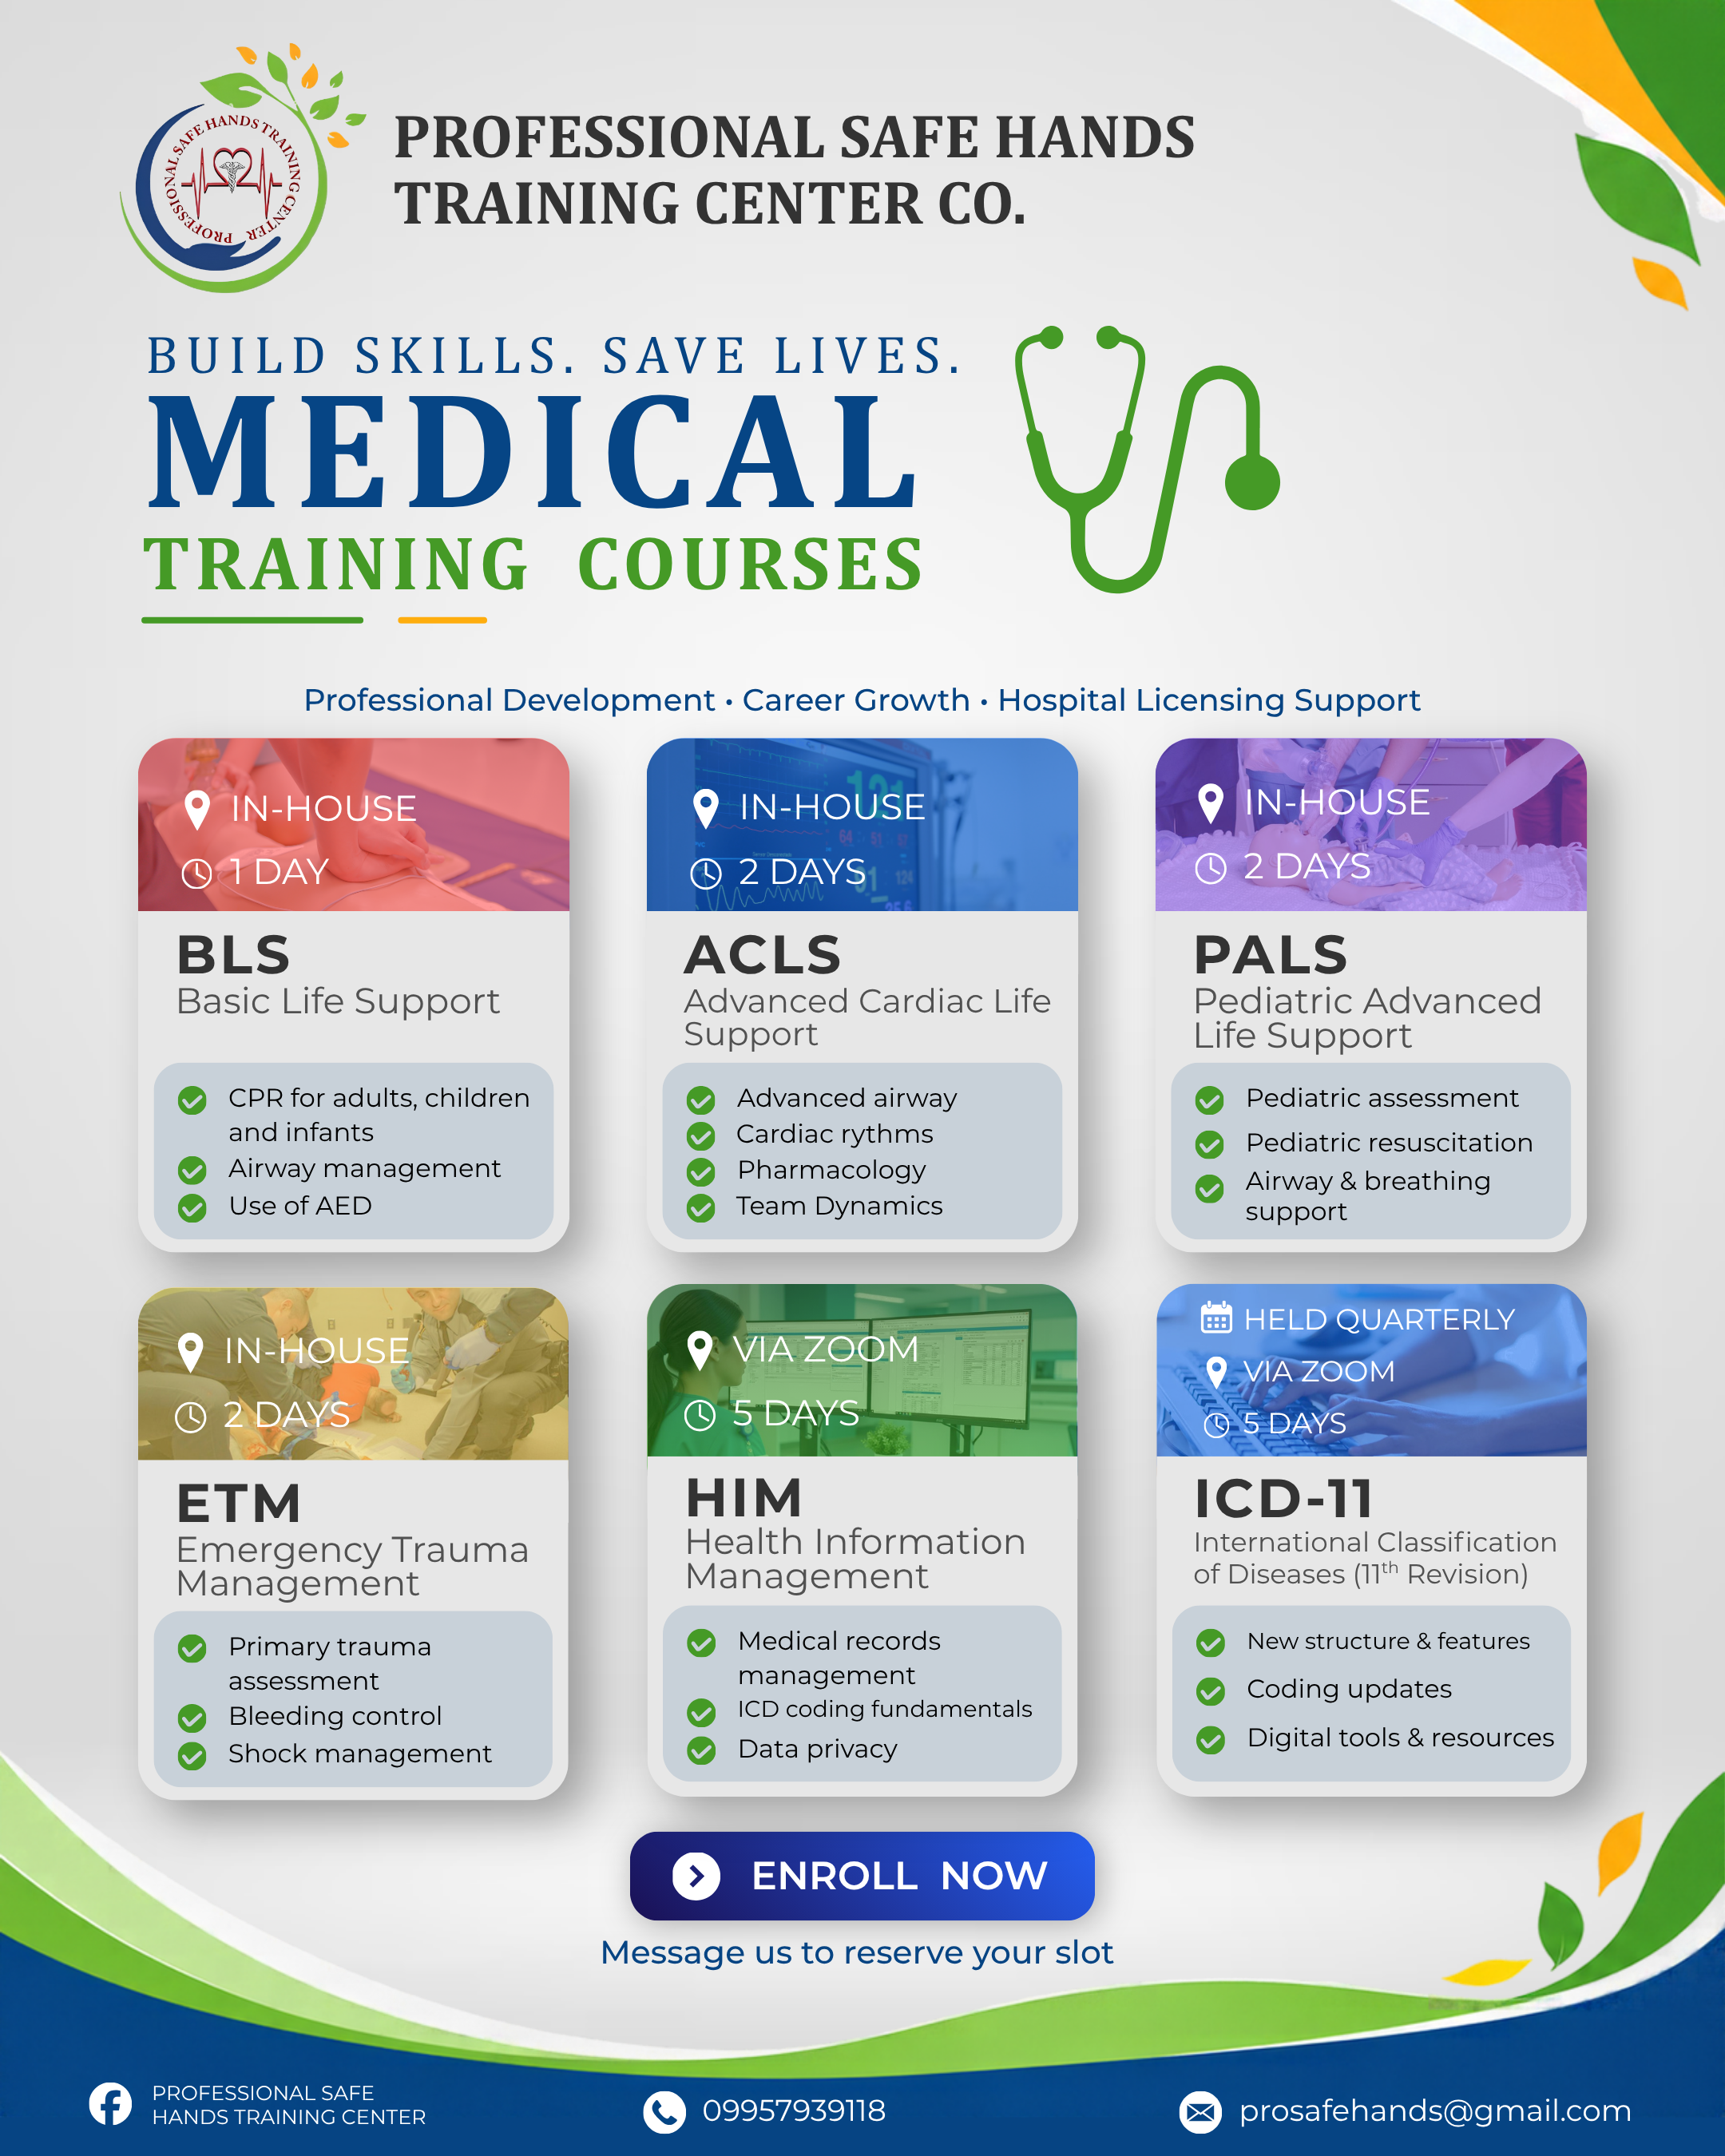 PROFESSIONAL SAFE HANDS TRAINING CENTER
PROFESSIONAL SAFE HANDS
TRAINING CENTER CO.
BUILD SKILLS. SAVE LIVES.
MEDICAL
TRAINING COURSES
Professional Development • Career Growth • Hospital Licensing Support
IN-HOUSE
1 DAY
BLS
Basic Life Support
CPR for adults, children
and infants
Airway management
Use of AED
IN-HOUSE
2 DAYS
ACLS
Advanced Cardiac Life
Support
Advanced airway
Cardiac rythms
Pharmacology
Team Dynamics
IN-HOUSE
2 DAYS
PALS
Pediatric Advanced
Life Support
Pediatric assessment
Pediatric resuscitation
Airway & breathing
support
IN-HOUSE
2 DAYS
ETM
Emergency Trauma
Management
Primary trauma
assessment
Bleeding control
Shock management
VIA ZOOM
5 DAYS
HIM
Health Information
Management
Medical records
management
ICD coding fundamentals
Data privacy
HELD QUARTERLY
VIA ZOOM
5 DAYS
ICD-11
International Classification
of Diseases (11th Revision)
New structure & features
Coding updates
Digital tools & resources
ENROLL NOW
Message us to reserve your slot
PROFESSIONAL SAFE
HANDS TRAINING CENTER
09957939118
prosafehands@gmail.com